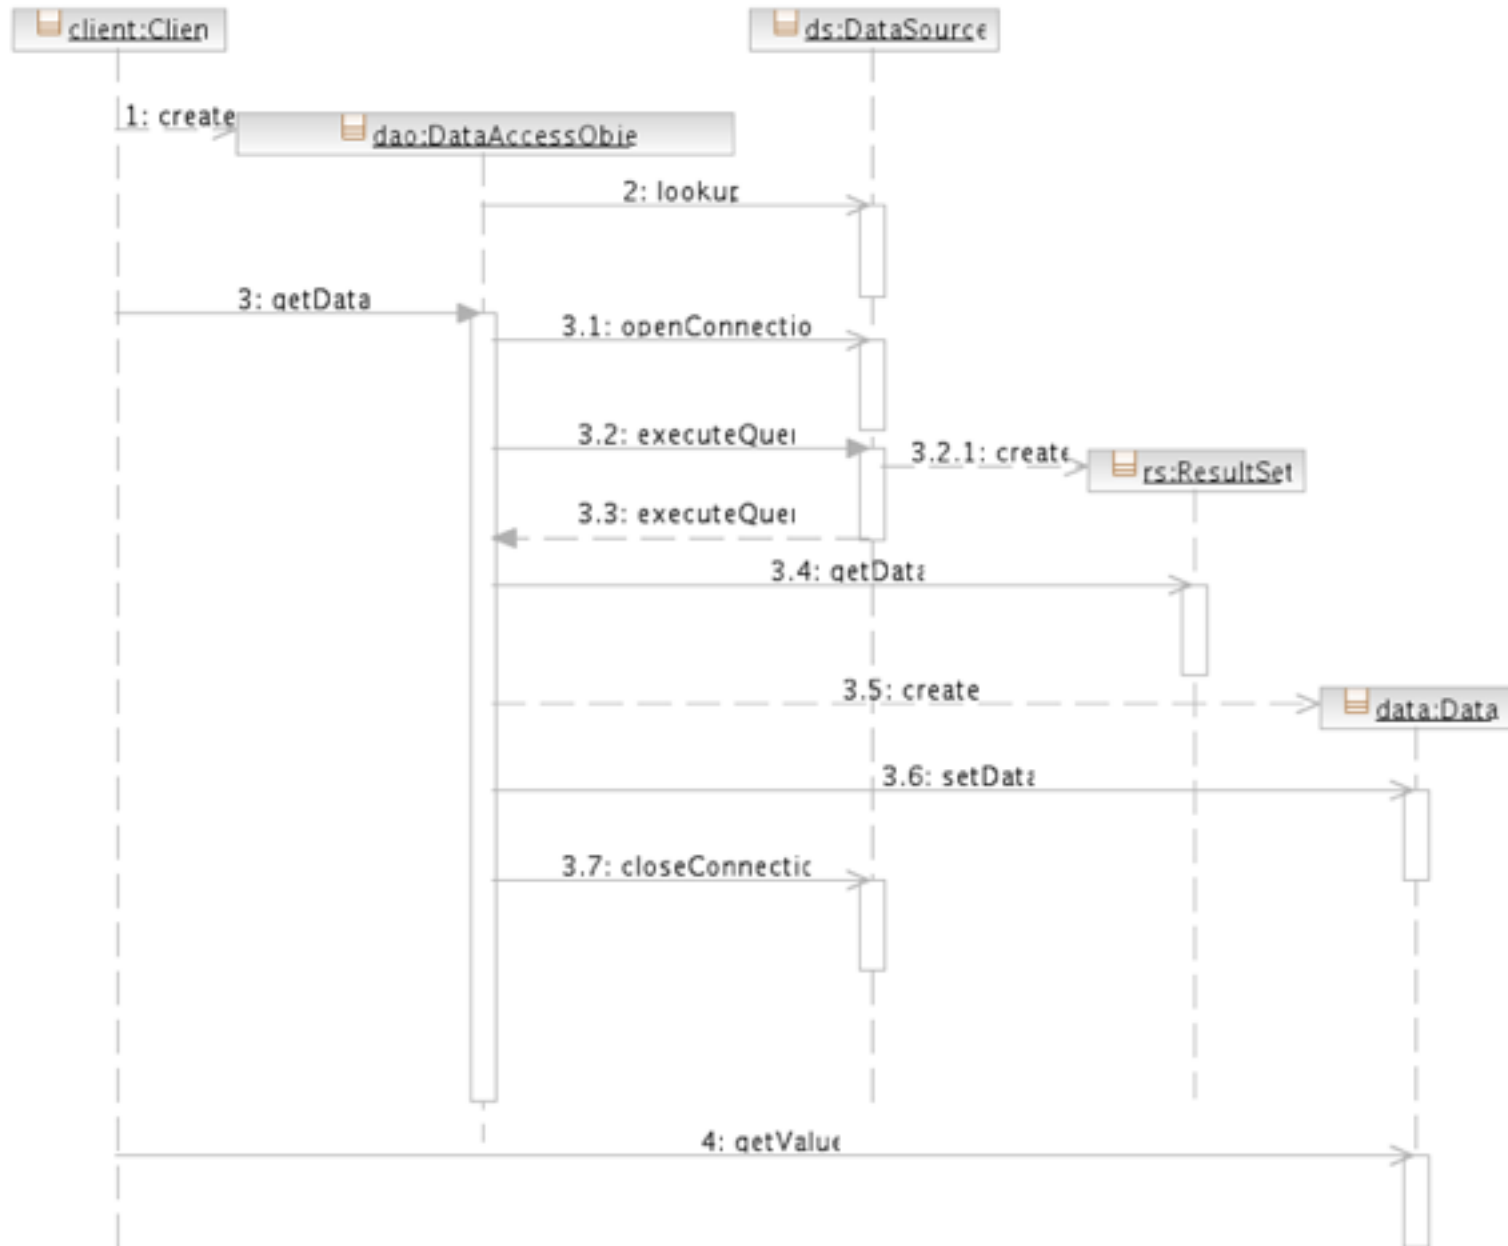 client:Clien
ds:DataSource
1: create
dao:DataAccessObje
2: lookup
3: getData
3.1: openConnectio
3.2: executeQuer
3.2.1: create
rs:ResultSet
3.3: executeQuer
3.4: getData
3.5: create
data:Data
3.6: setData
3.7: closeConnectic
4: getValue